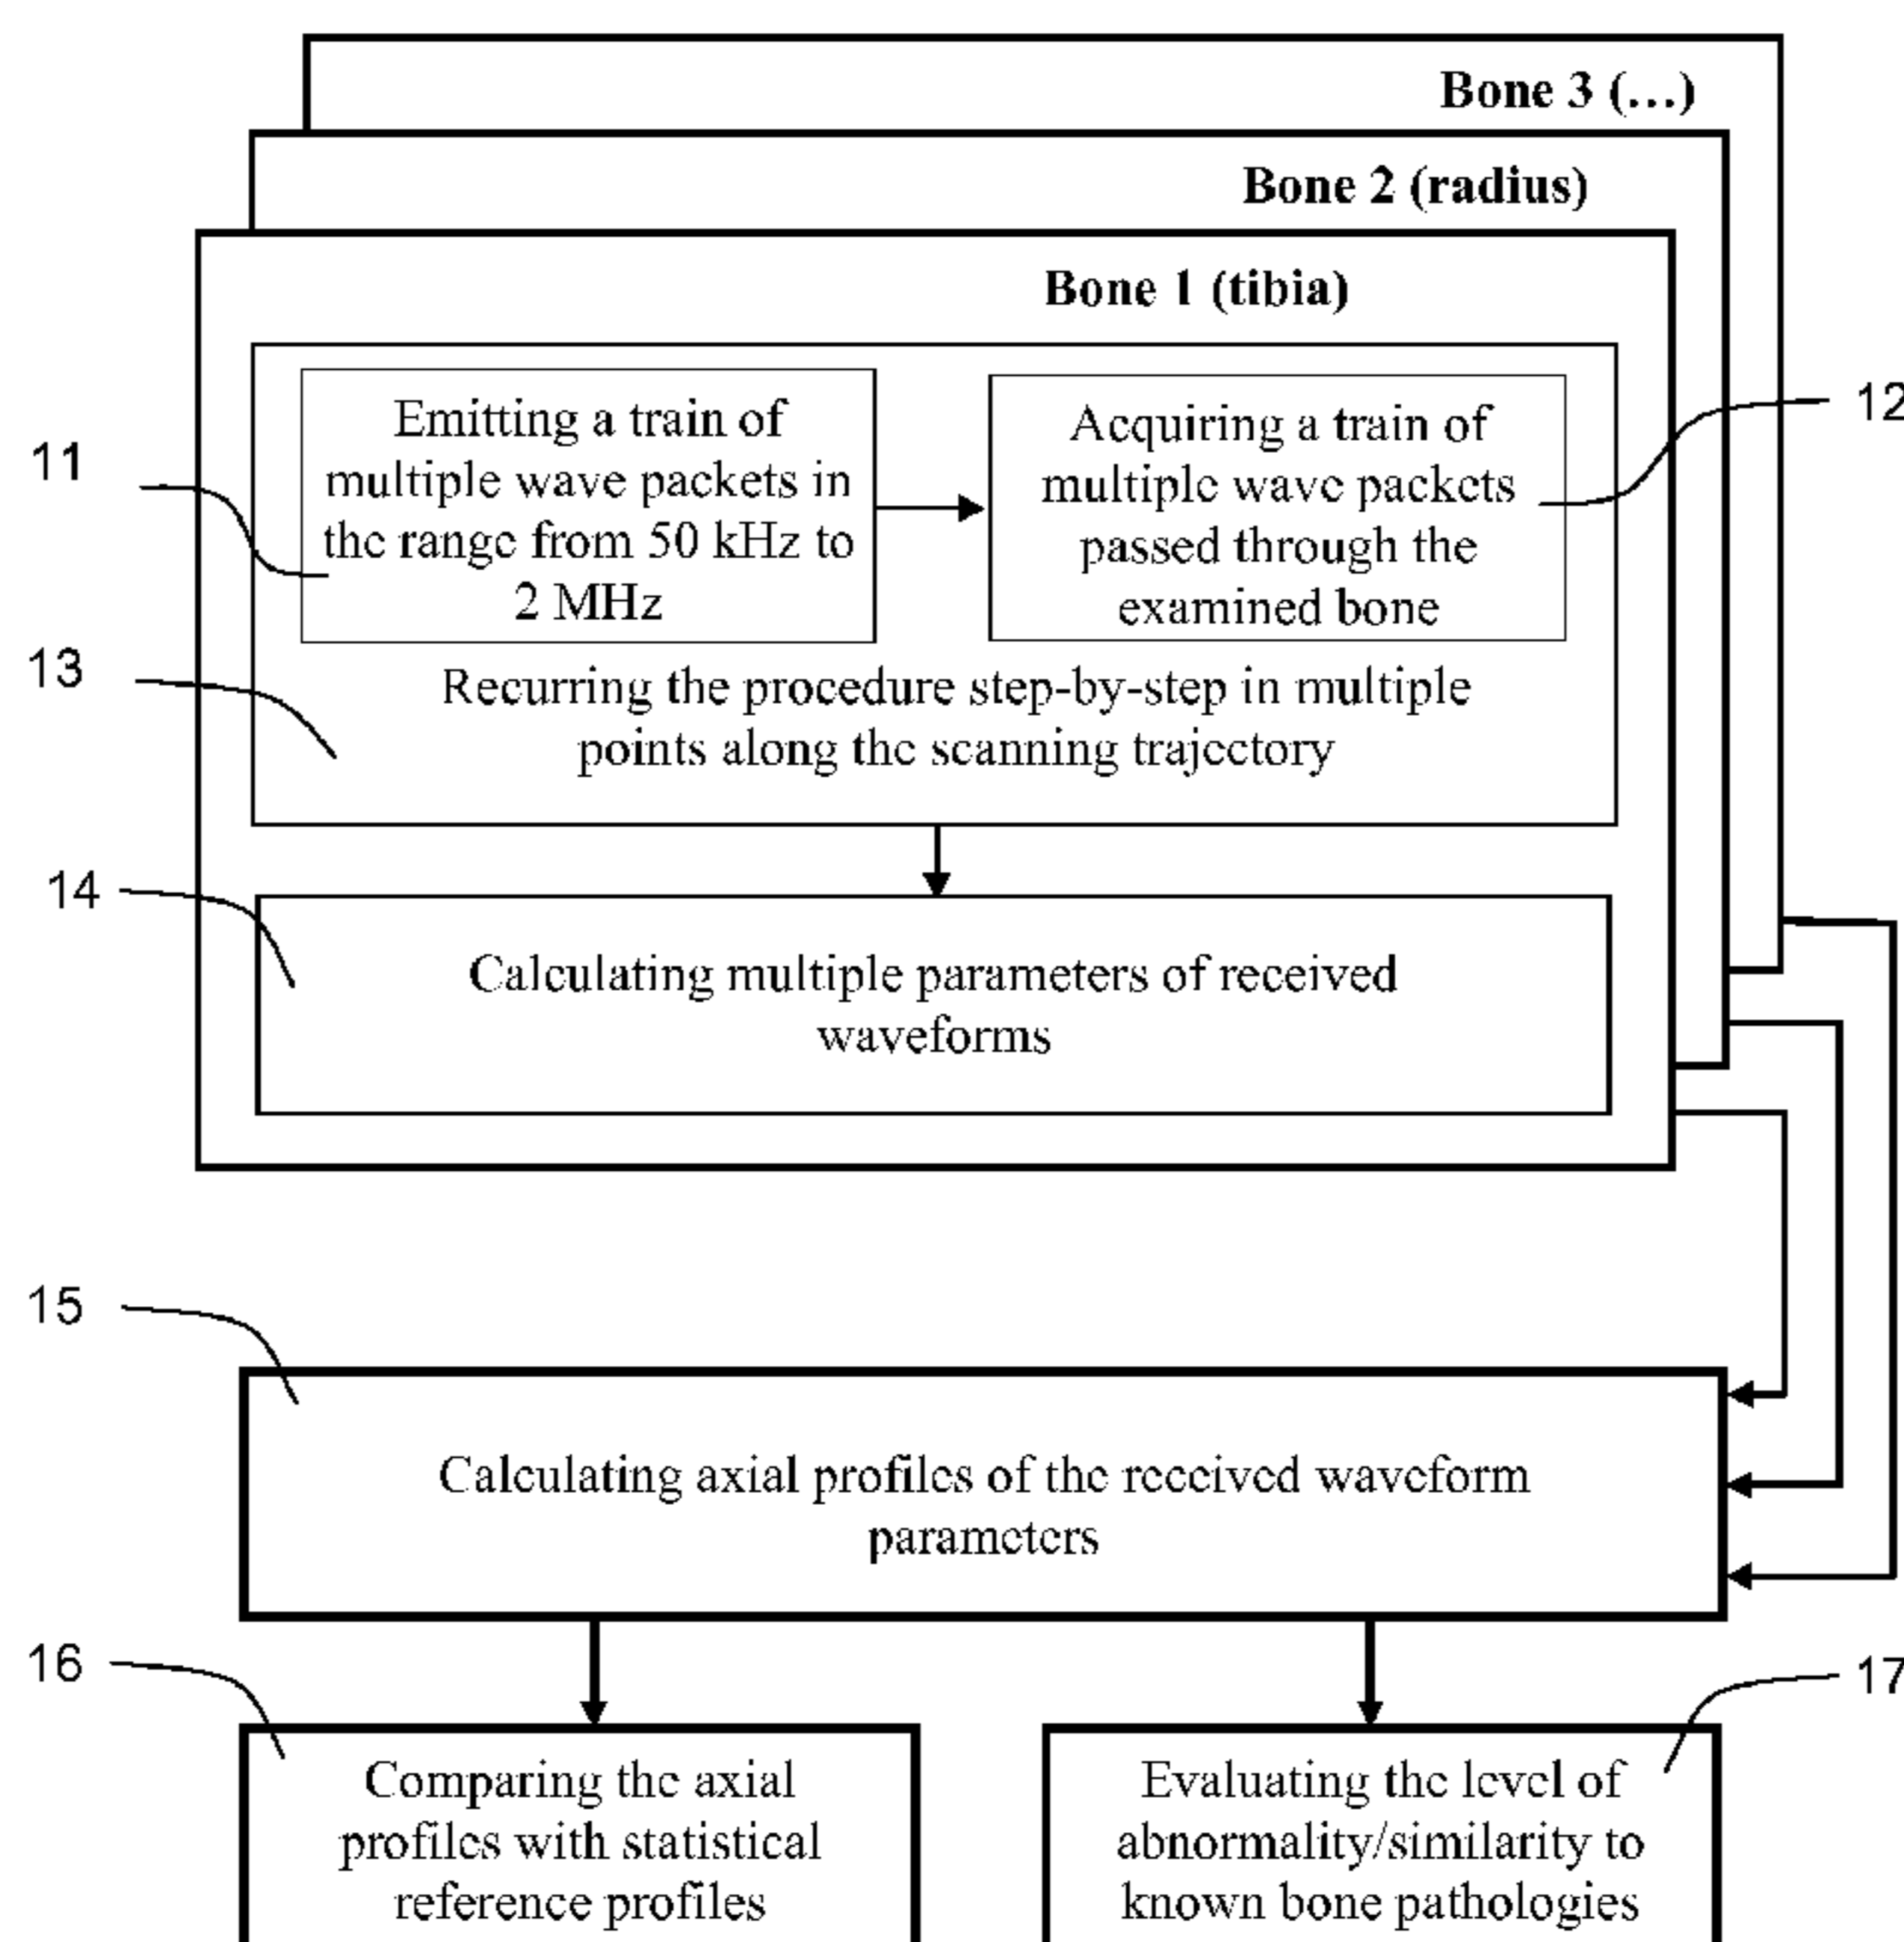 Bone 3 (...)
Bone 2 (radius)
Bone 1 (tibia)
11
Emitting a train of
multiple wave packets in
the range from 50 kHz to
2 MHz
Acquiring a train of
multiple wave packets
passed through the
examined bone
12
13
Recurring the procedure step-by-step in multiple
points along the scanning trajectory
14
Calculating multiple parameters of received
waveforms
15
Calculating axial profiles of the received waveform
parameters
16
Comparing the axial
profiles with statistical
reference profiles
17
Evaluating the level of
abnormality/similarity to
known bone pathologies